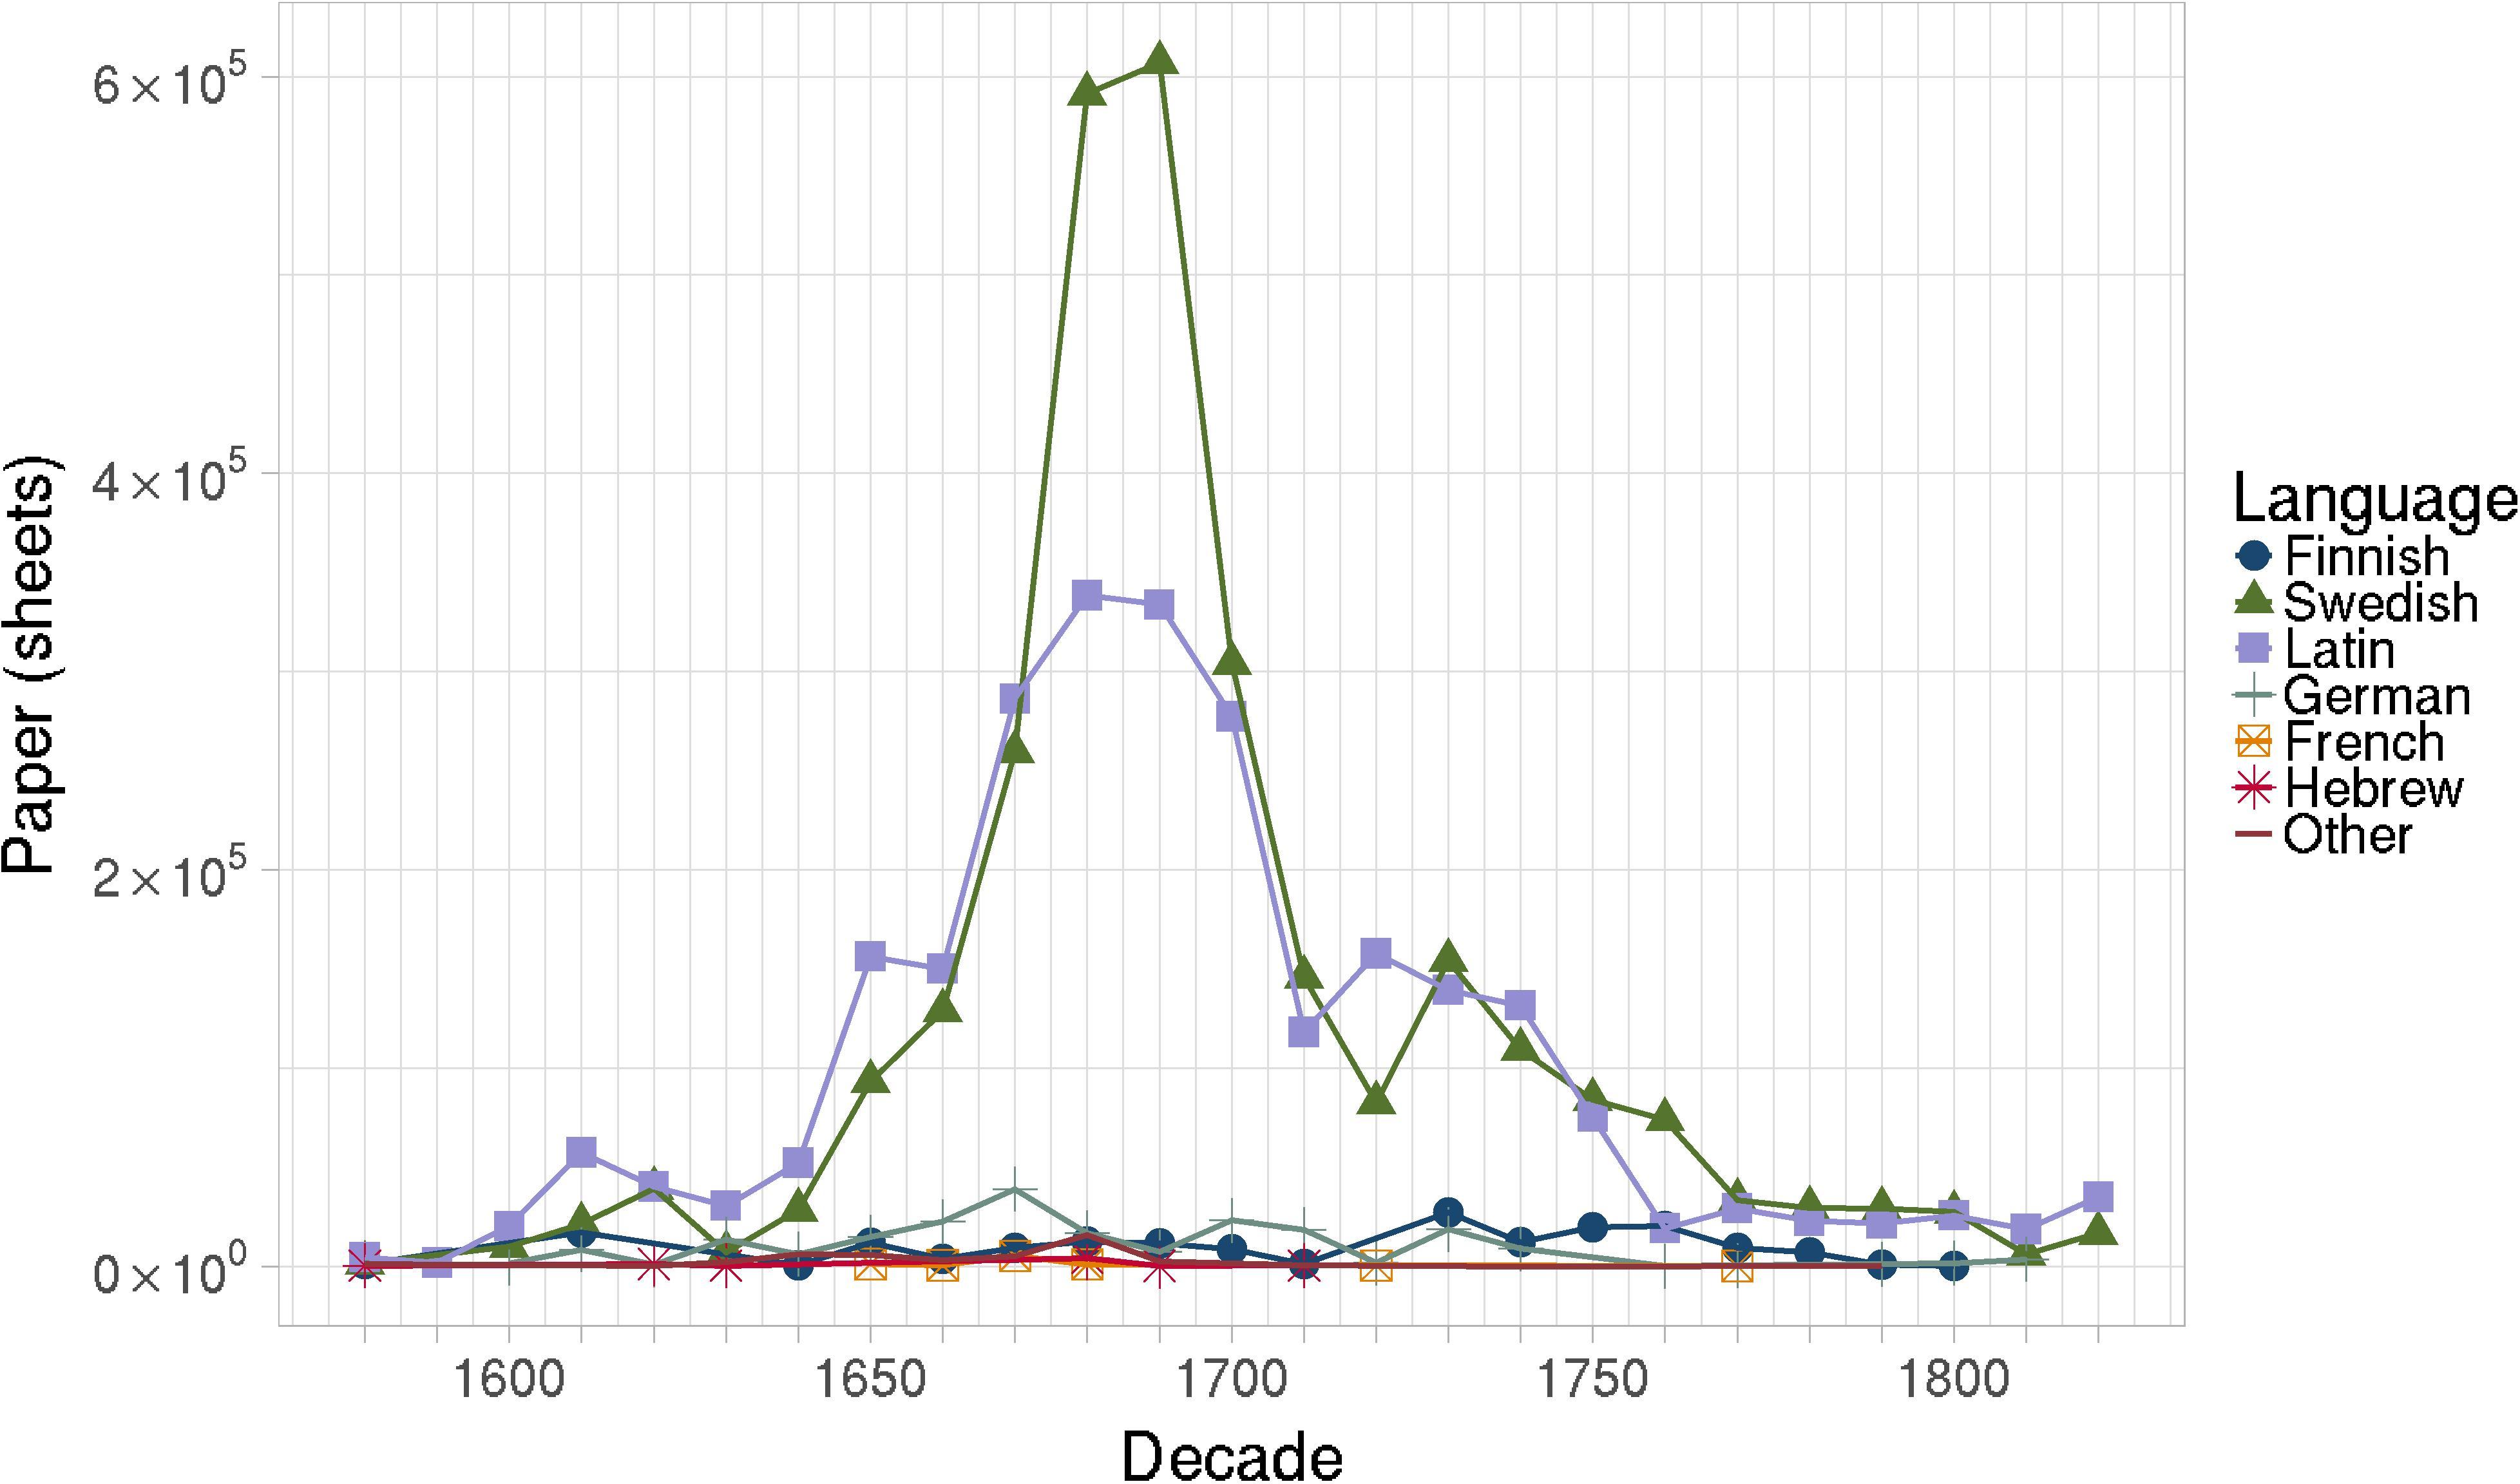 6×10⁵
4×10⁵
2×10⁵
0×10⁰
Paper (sheets)
1600 1650 1700 1750 1800
Decade
Language
Finnish
Swedish
Latin
German
French
Hebrew
Other